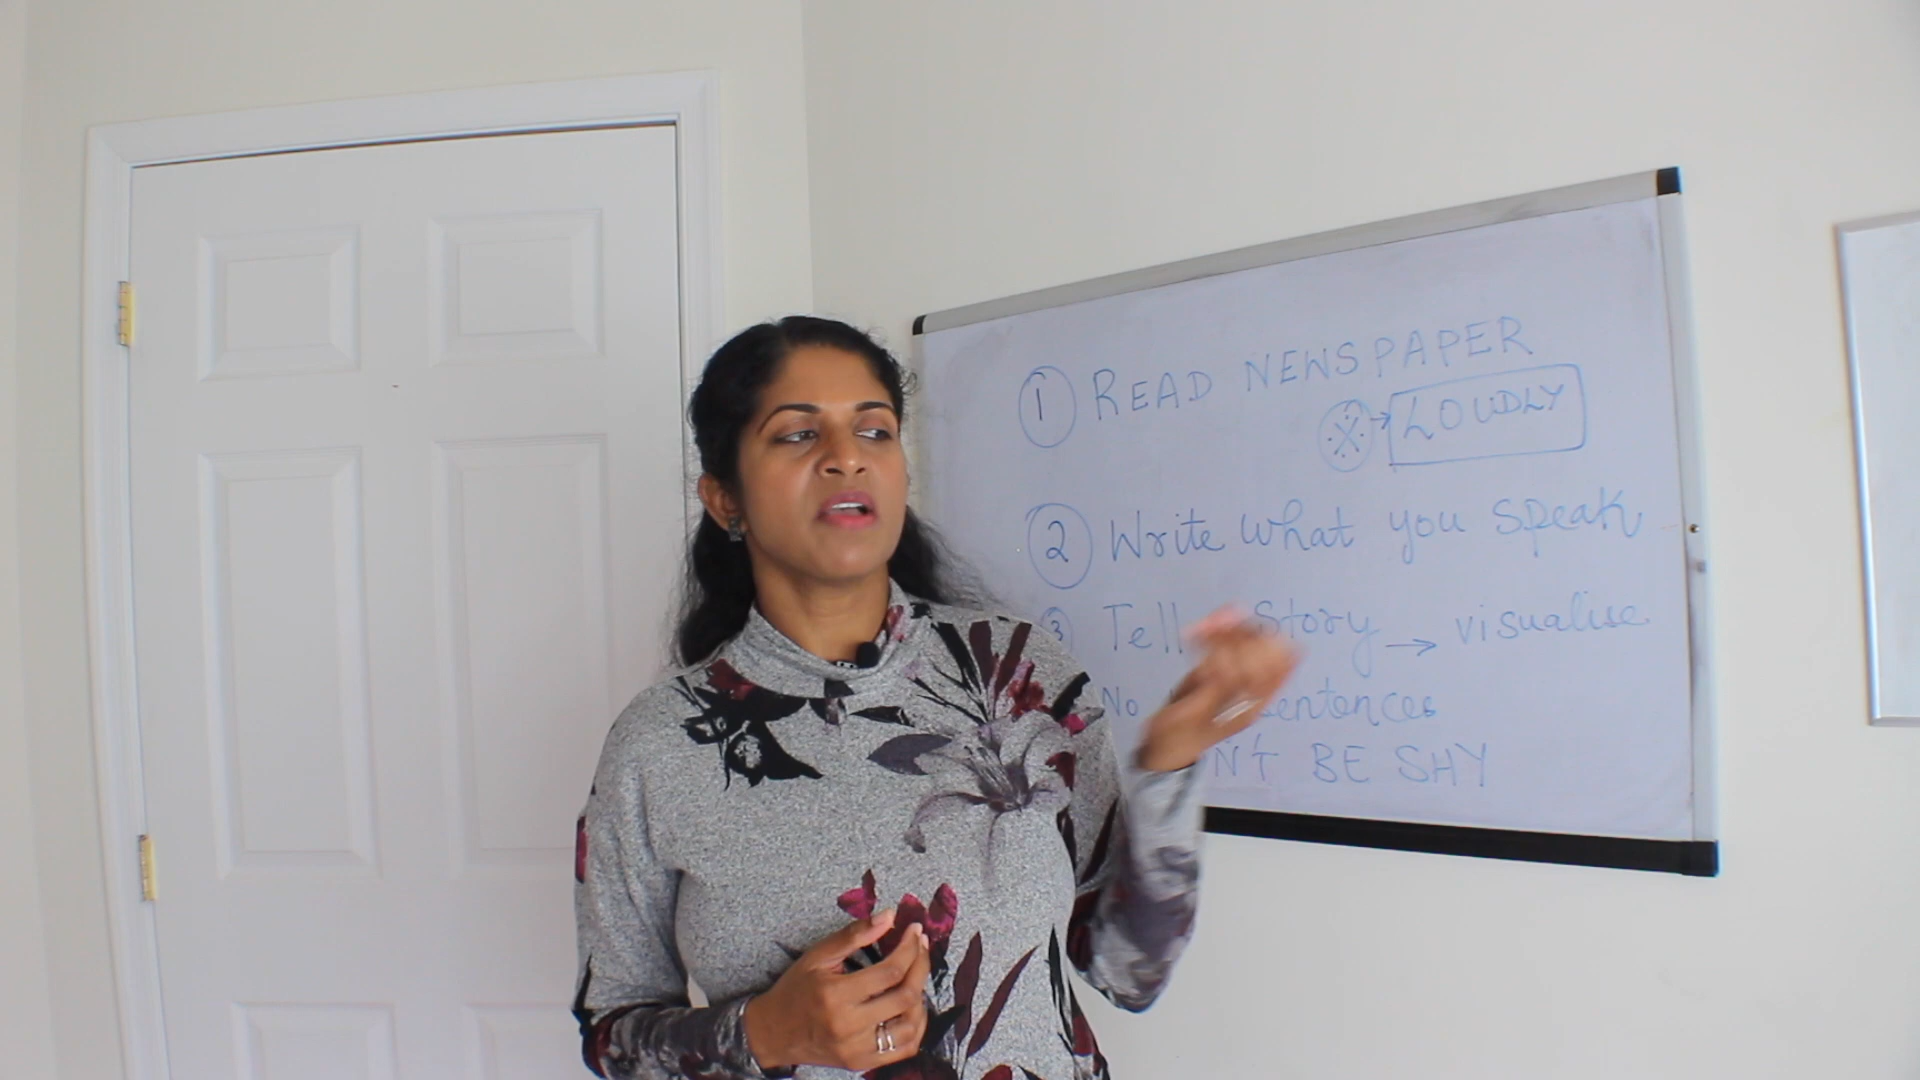 1 READ NEWSPAPER
X → LOUDLY
2 Write what you speak
3 Tell Story → visualise
No sentences
N'T BE SHY